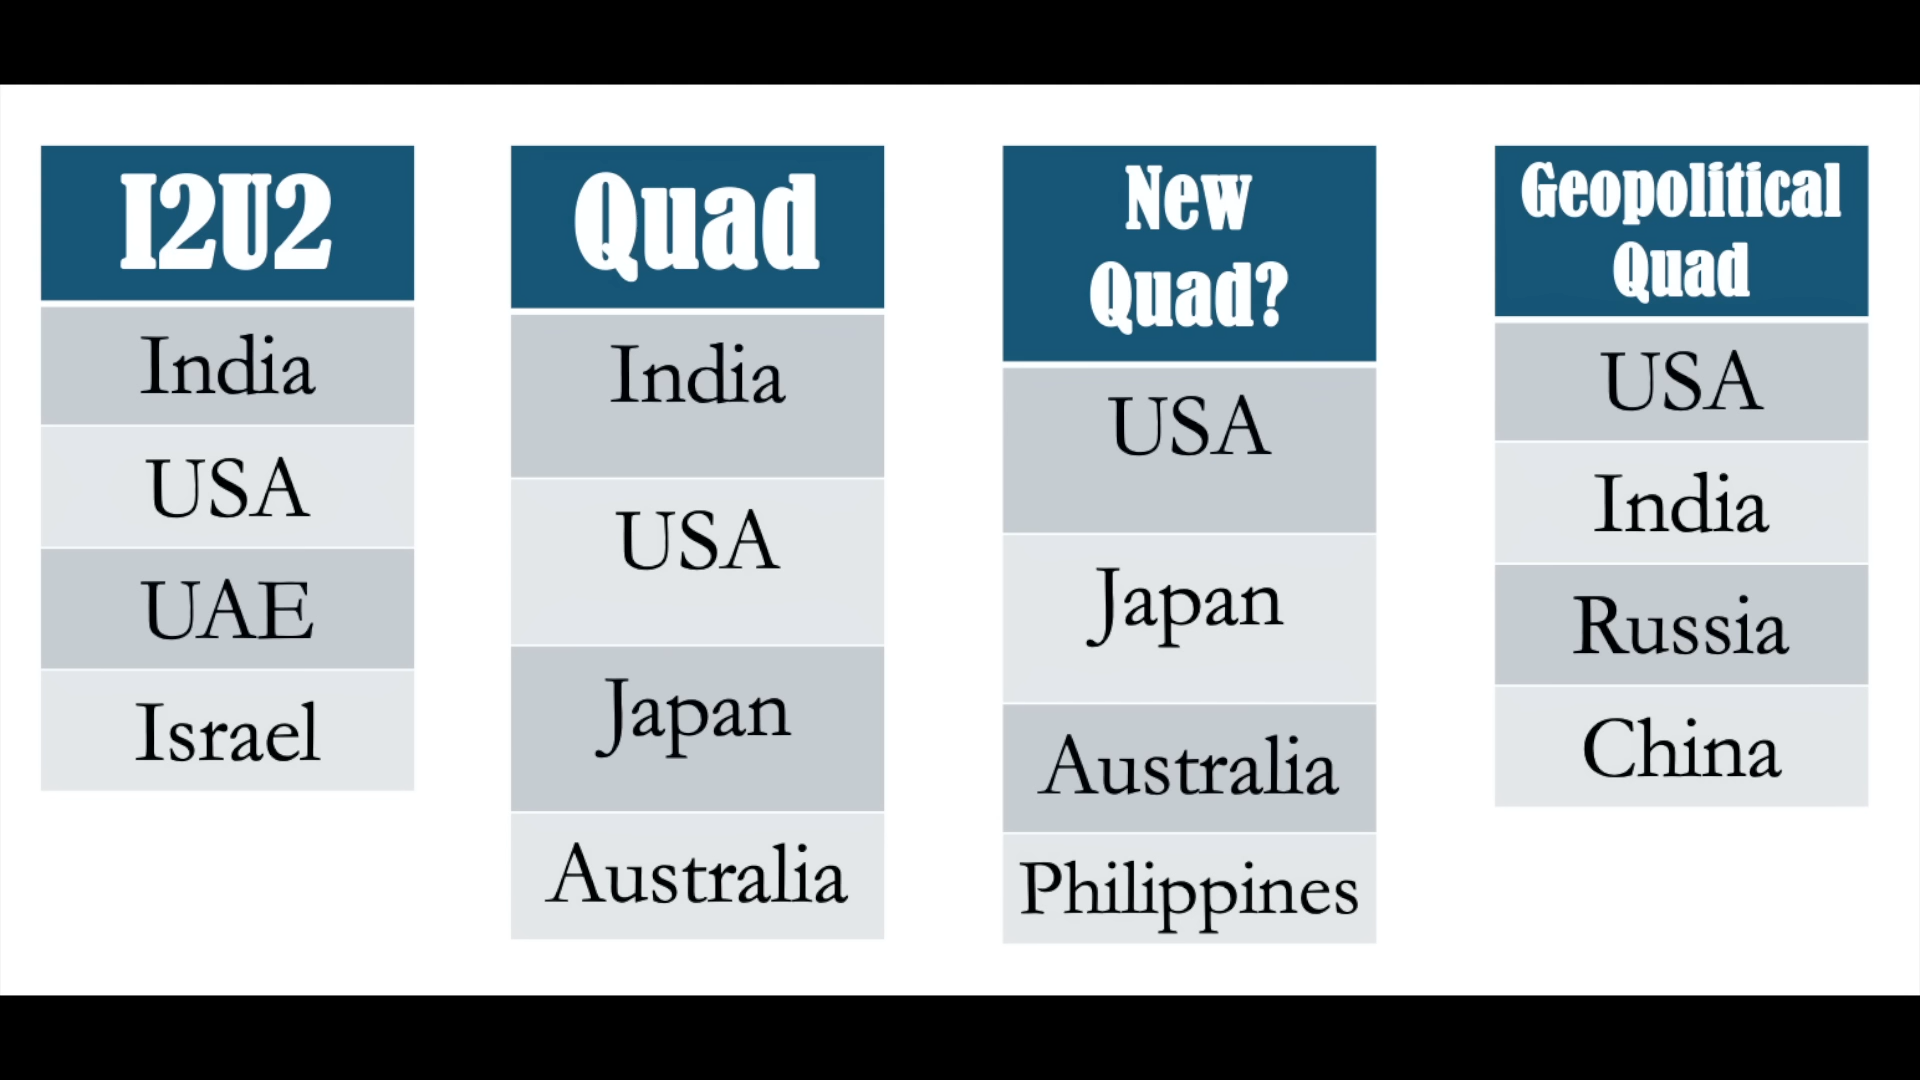 I2U2
India
USA
UAE
Israel
Quad
India
USA
Japan
Australia
New
Quad?
USA
Japan
Australia
Philippines
Geopolitical
Quad
USA
India
Russia
China